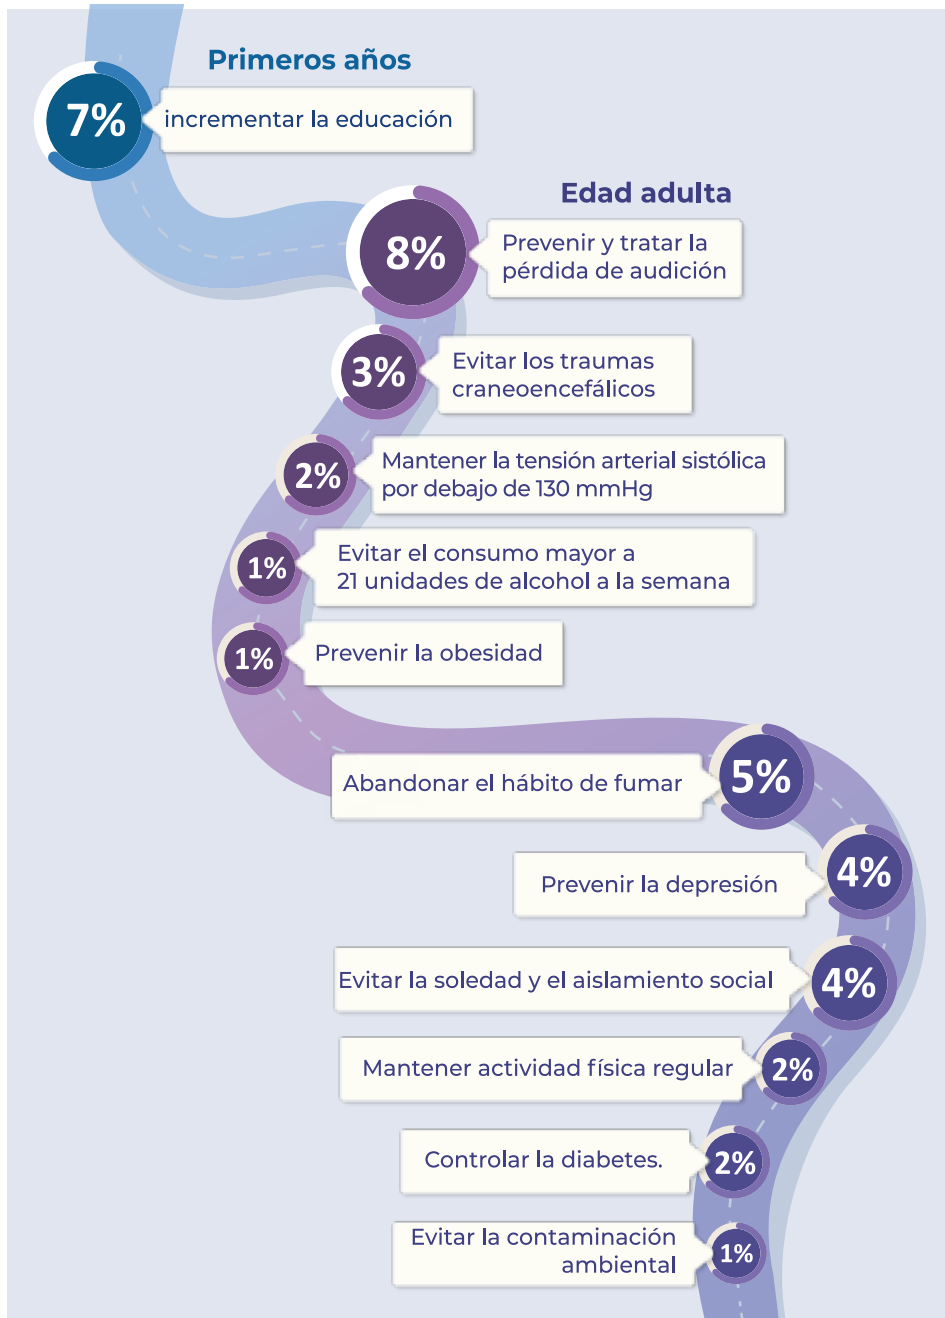 Primeros años
7%
incrementar la educación
Edad adulta
8%
Prevenir y tratar la
pérdida de audición
3%
Evitar los traumas
craneoencefálicos
2%
Mantener la tensión arterial sistólica
por debajo de 130 mmHg
1%
Evitar el consumo mayor a
21 unidades de alcohol a la semana
1%
Prevenir la obesidad
Abandonar el hábito de fumar
5%
Prevenir la depresión
4%
Evitar la soledad y el aislamiento social
4%
Mantener actividad física regular
2%
Controlar la diabetes.
2%
Evitar la contaminación
ambiental
1%